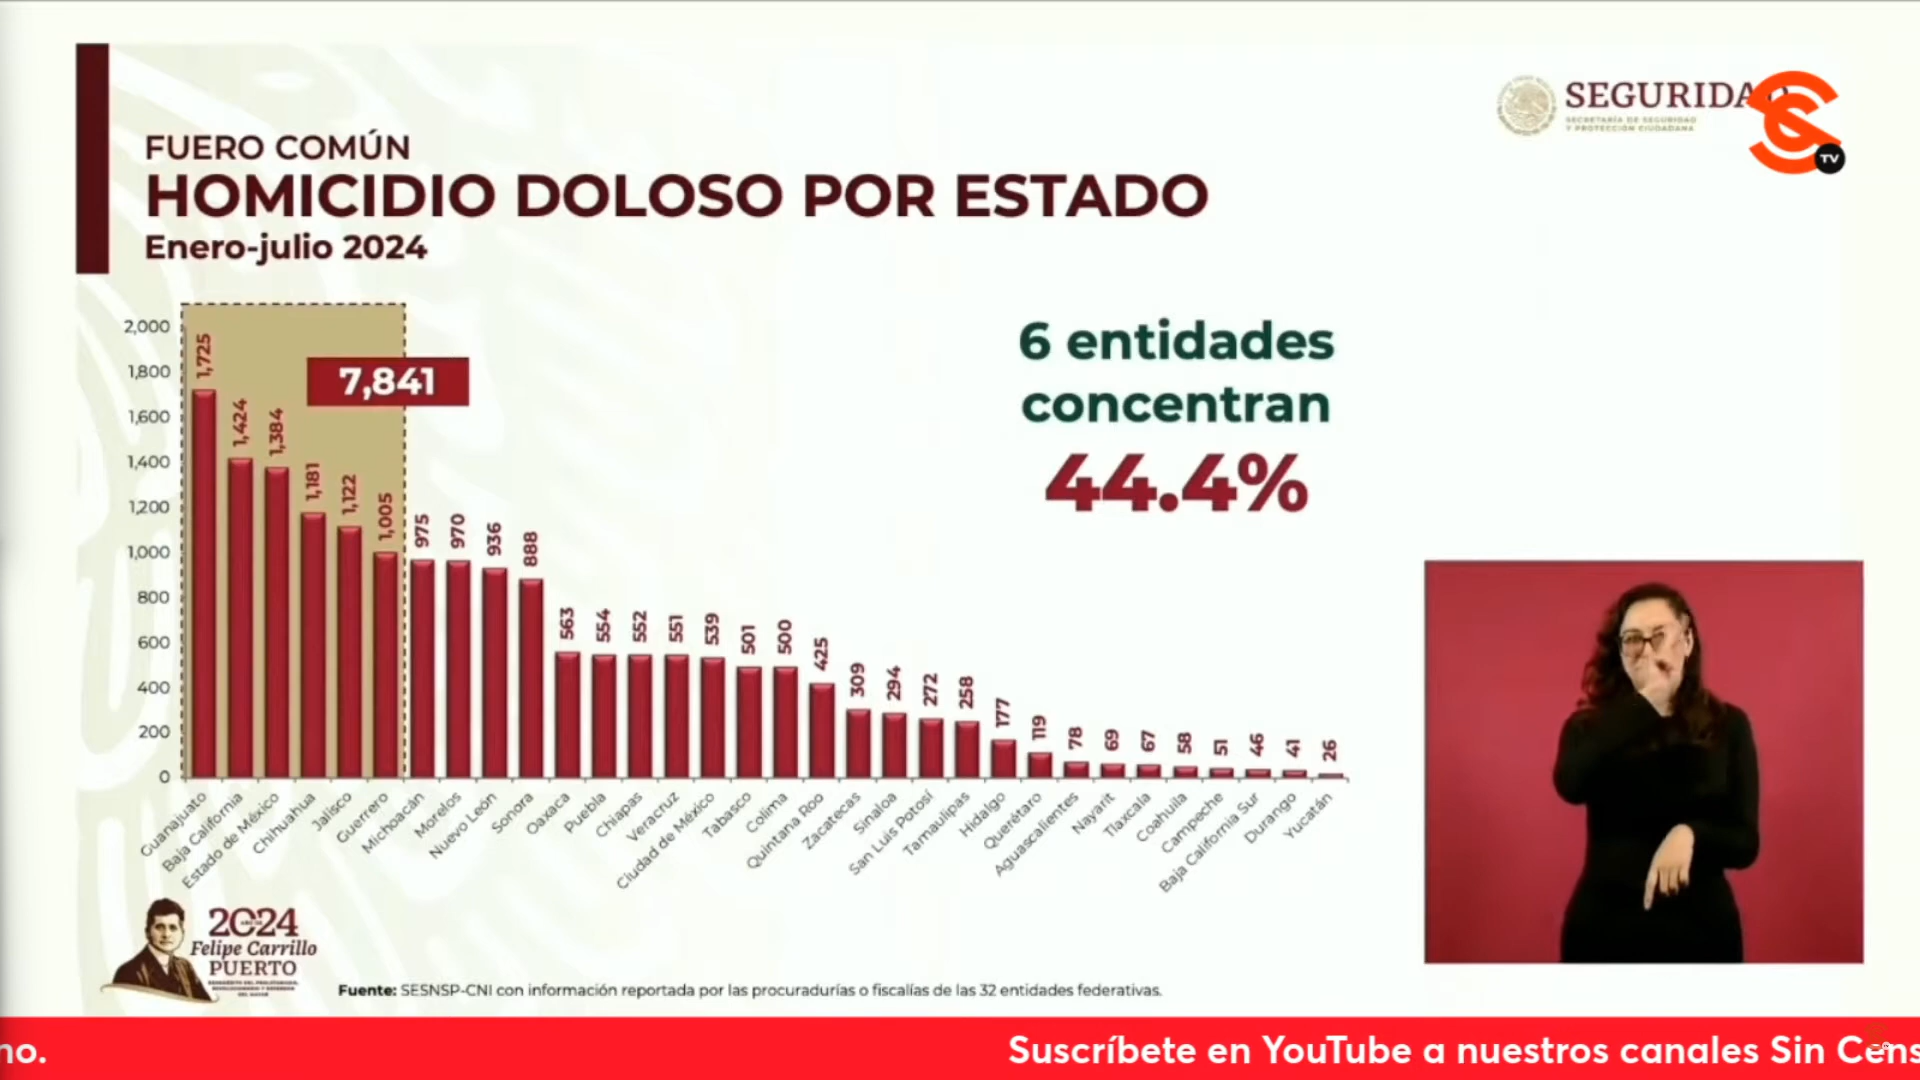 SEGURIDAD
SECRETARÍA DE SEGURIDAD
Y PROTECCIÓN CIUDADANA
TV
FUERO COMÚN
HOMICIDIO DOLOSO POR ESTADO
Enero-julio 2024
6 entidades
concentran
44.4%
7,841
2,000
1,800
1,600
1,400
1,200
1,000
800
600
400
200
0
1,725
1,424
1,384
1,181
1,122
1,005
975
970
936
888
563
554
552
551
539
501
500
425
309
294
272
258
177
119
78
69
67
58
51
46
41
26
Guanajuato
Baja California
Estado de México
Chihuahua
Jalisco
Guerrero
Michoacán
Morelos
Nuevo León
Sonora
Oaxaca
Puebla
Chiapas
Veracruz
Ciudad de México
Tabasco
Colima
Quintana Roo
Zacatecas
Sinaloa
San Luis Potosí
Tamaulipas
Hidalgo
Querétaro
Aguascalientes
Nayarit
Tlaxcala
Coahuila
Campeche
Baja California Sur
Durango
Yucatán
2024
Felipe Carrillo
PUERTO
Fuente: SESNSP-CNI con información reportada por las procuradurías o fiscalías de las 32 entidades federativas.
no.
Suscríbete en YouTube a nuestros canales Sin Cens